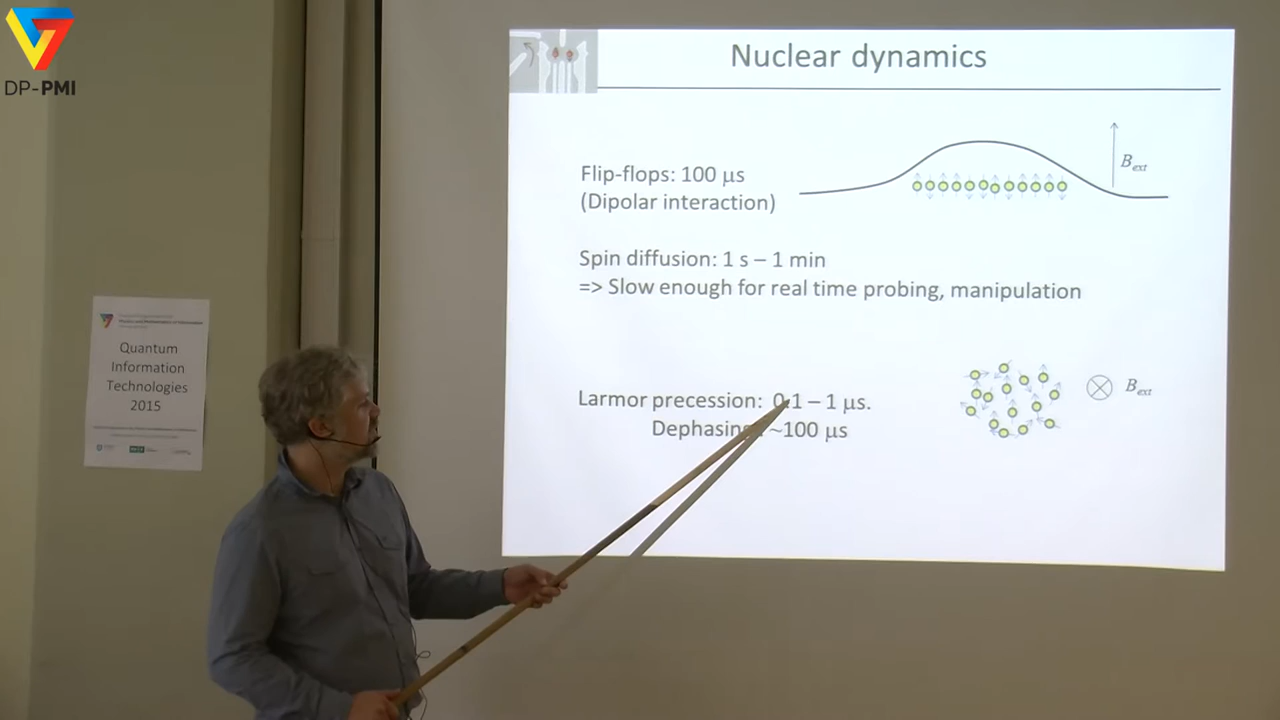 DP-PMI
Nuclear dynamics
Flip-flops: 100 μs
(Dipolar interaction)
B_ext
Spin diffusion: 1 s – 1 min
=> Slow enough for real time probing, manipulation
Larmor precession: 0.1 – 1 μs.
Dephasing: ~100 μs
B_ext
Quantum
Information
Technologies
2015